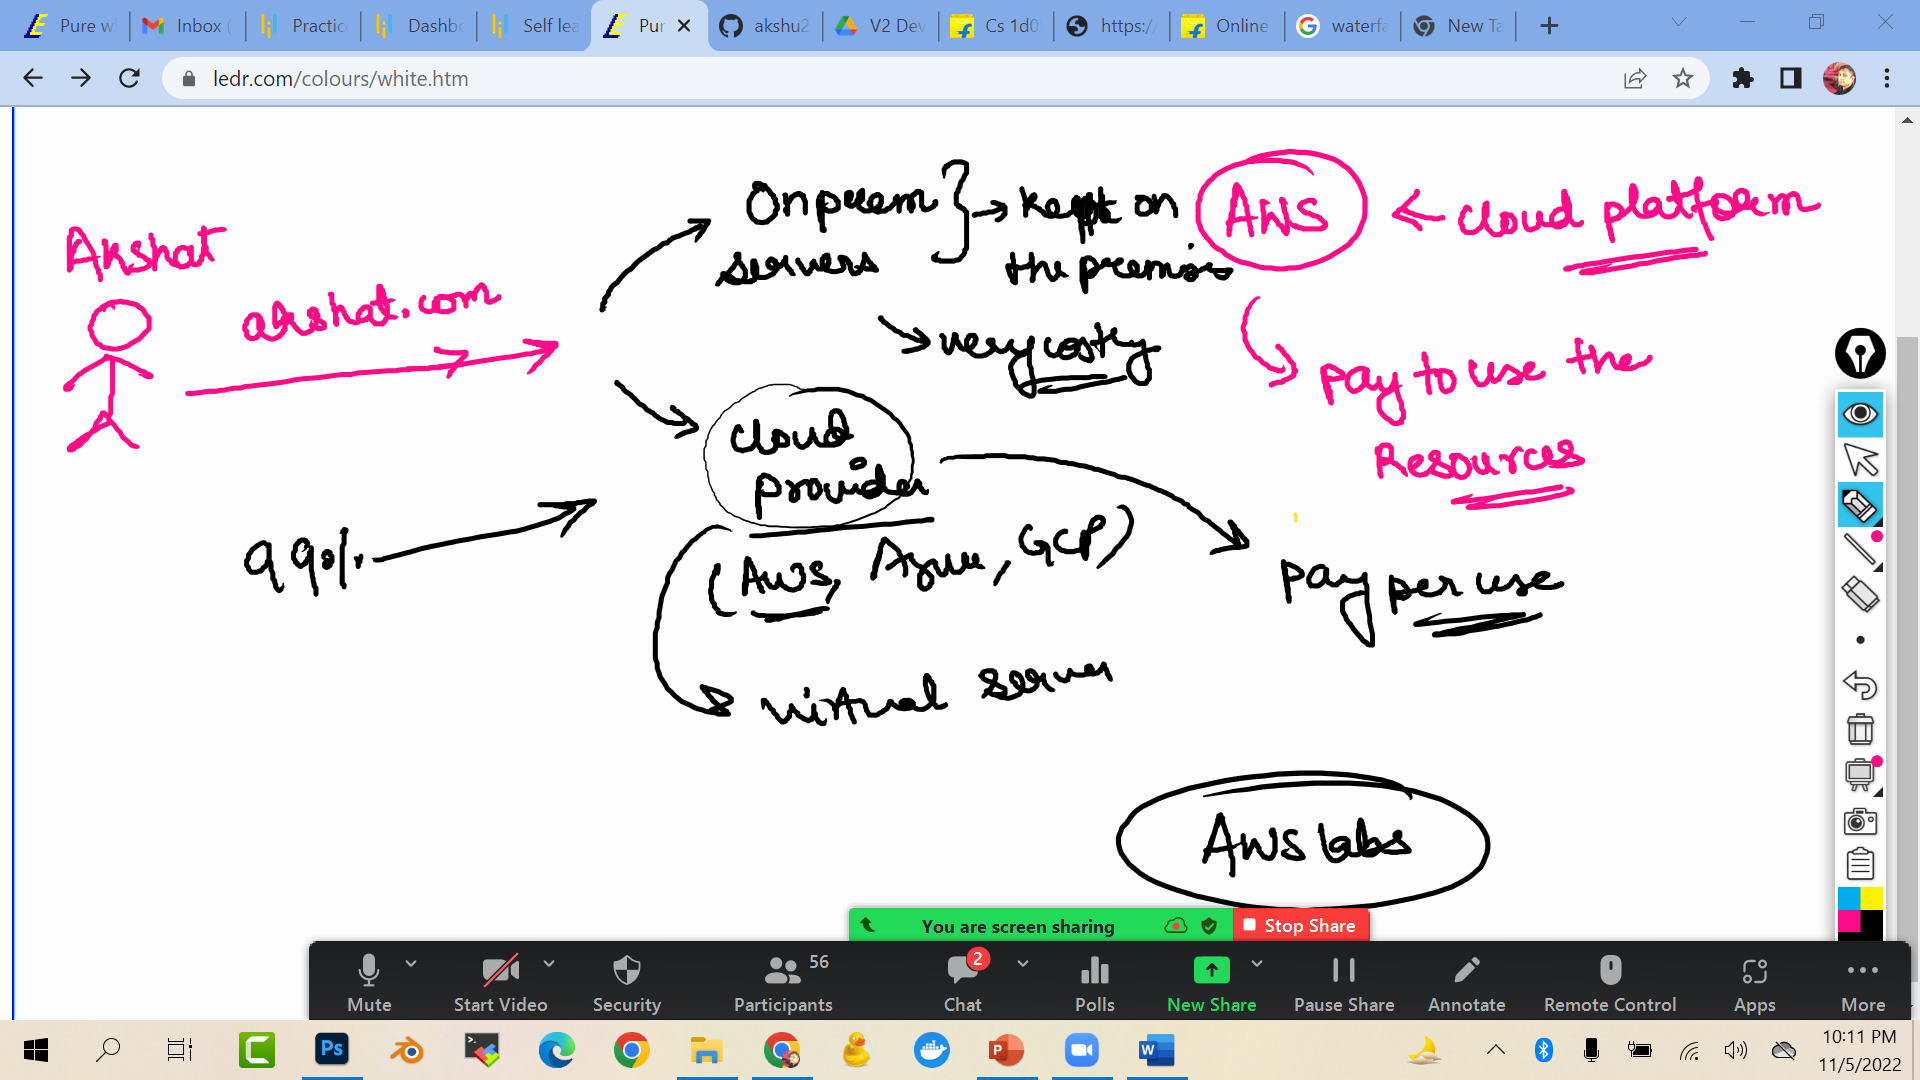 Pure w
Inbox (
Practice
Dashbo
Self lea
Pur
akshu2
V2 Dev
Cs 1d0
https:/
Online
waterfa
New Ta
ledr.com/colours/white.htm
Akshat
akshat.com
Onprem
servers
kept on
the premises
very costly
AWS
cloud platform
pay to use the
Resources
cloud
provider
(AWS, Azure, GCP)
99%
pay per use
virtual server
AWS labs
You are screen sharing
Stop Share
Mute
Start Video
Security
56
Participants
2
Chat
Polls
New Share
Pause Share
Annotate
Remote Control
Apps
More
Ps
P
W
10:11 PM
11/5/2022